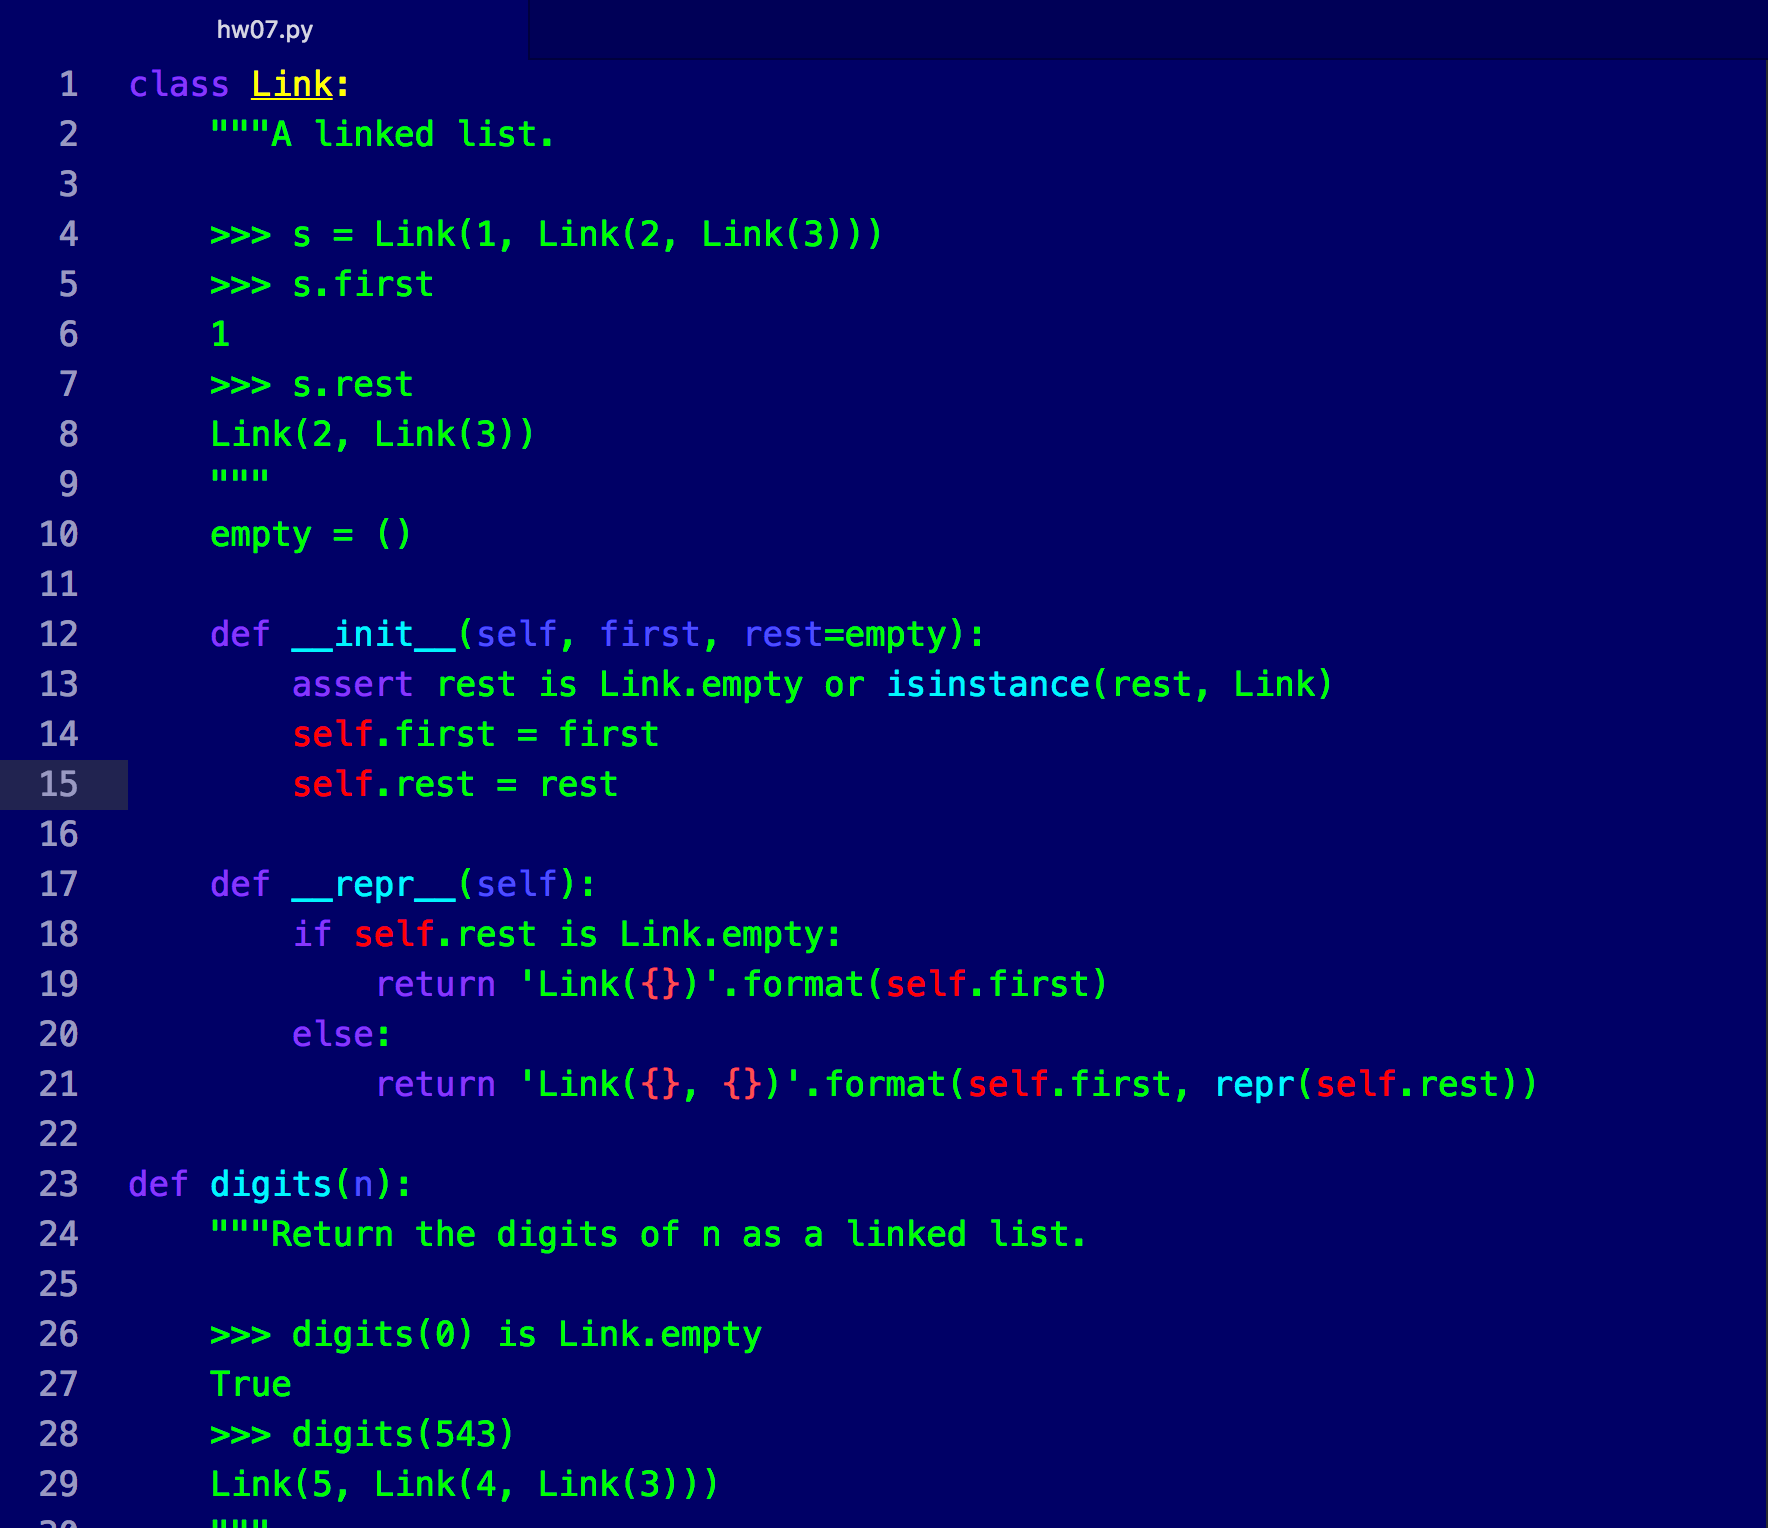 hw07.py
1 class Link:
2     """A linked list.
3
4     >>> s = Link(1, Link(2, Link(3)))
5     >>> s.first
6     1
7     >>> s.rest
8     Link(2, Link(3))
9     """
10     empty = ()
11
12     def __init__(self, first, rest=empty):
13         assert rest is Link.empty or isinstance(rest, Link)
14         self.first = first
15         self.rest = rest
16
17     def __repr__(self):
18         if self.rest is Link.empty:
19             return 'Link({})'.format(self.first)
20         else:
21             return 'Link({}, {})'.format(self.first, repr(self.rest))
22
23 def digits(n):
24     """Return the digits of n as a linked list.
25
26     >>> digits(0) is Link.empty
27     True
28     >>> digits(543)
29     Link(5, Link(4, Link(3)))
30     """